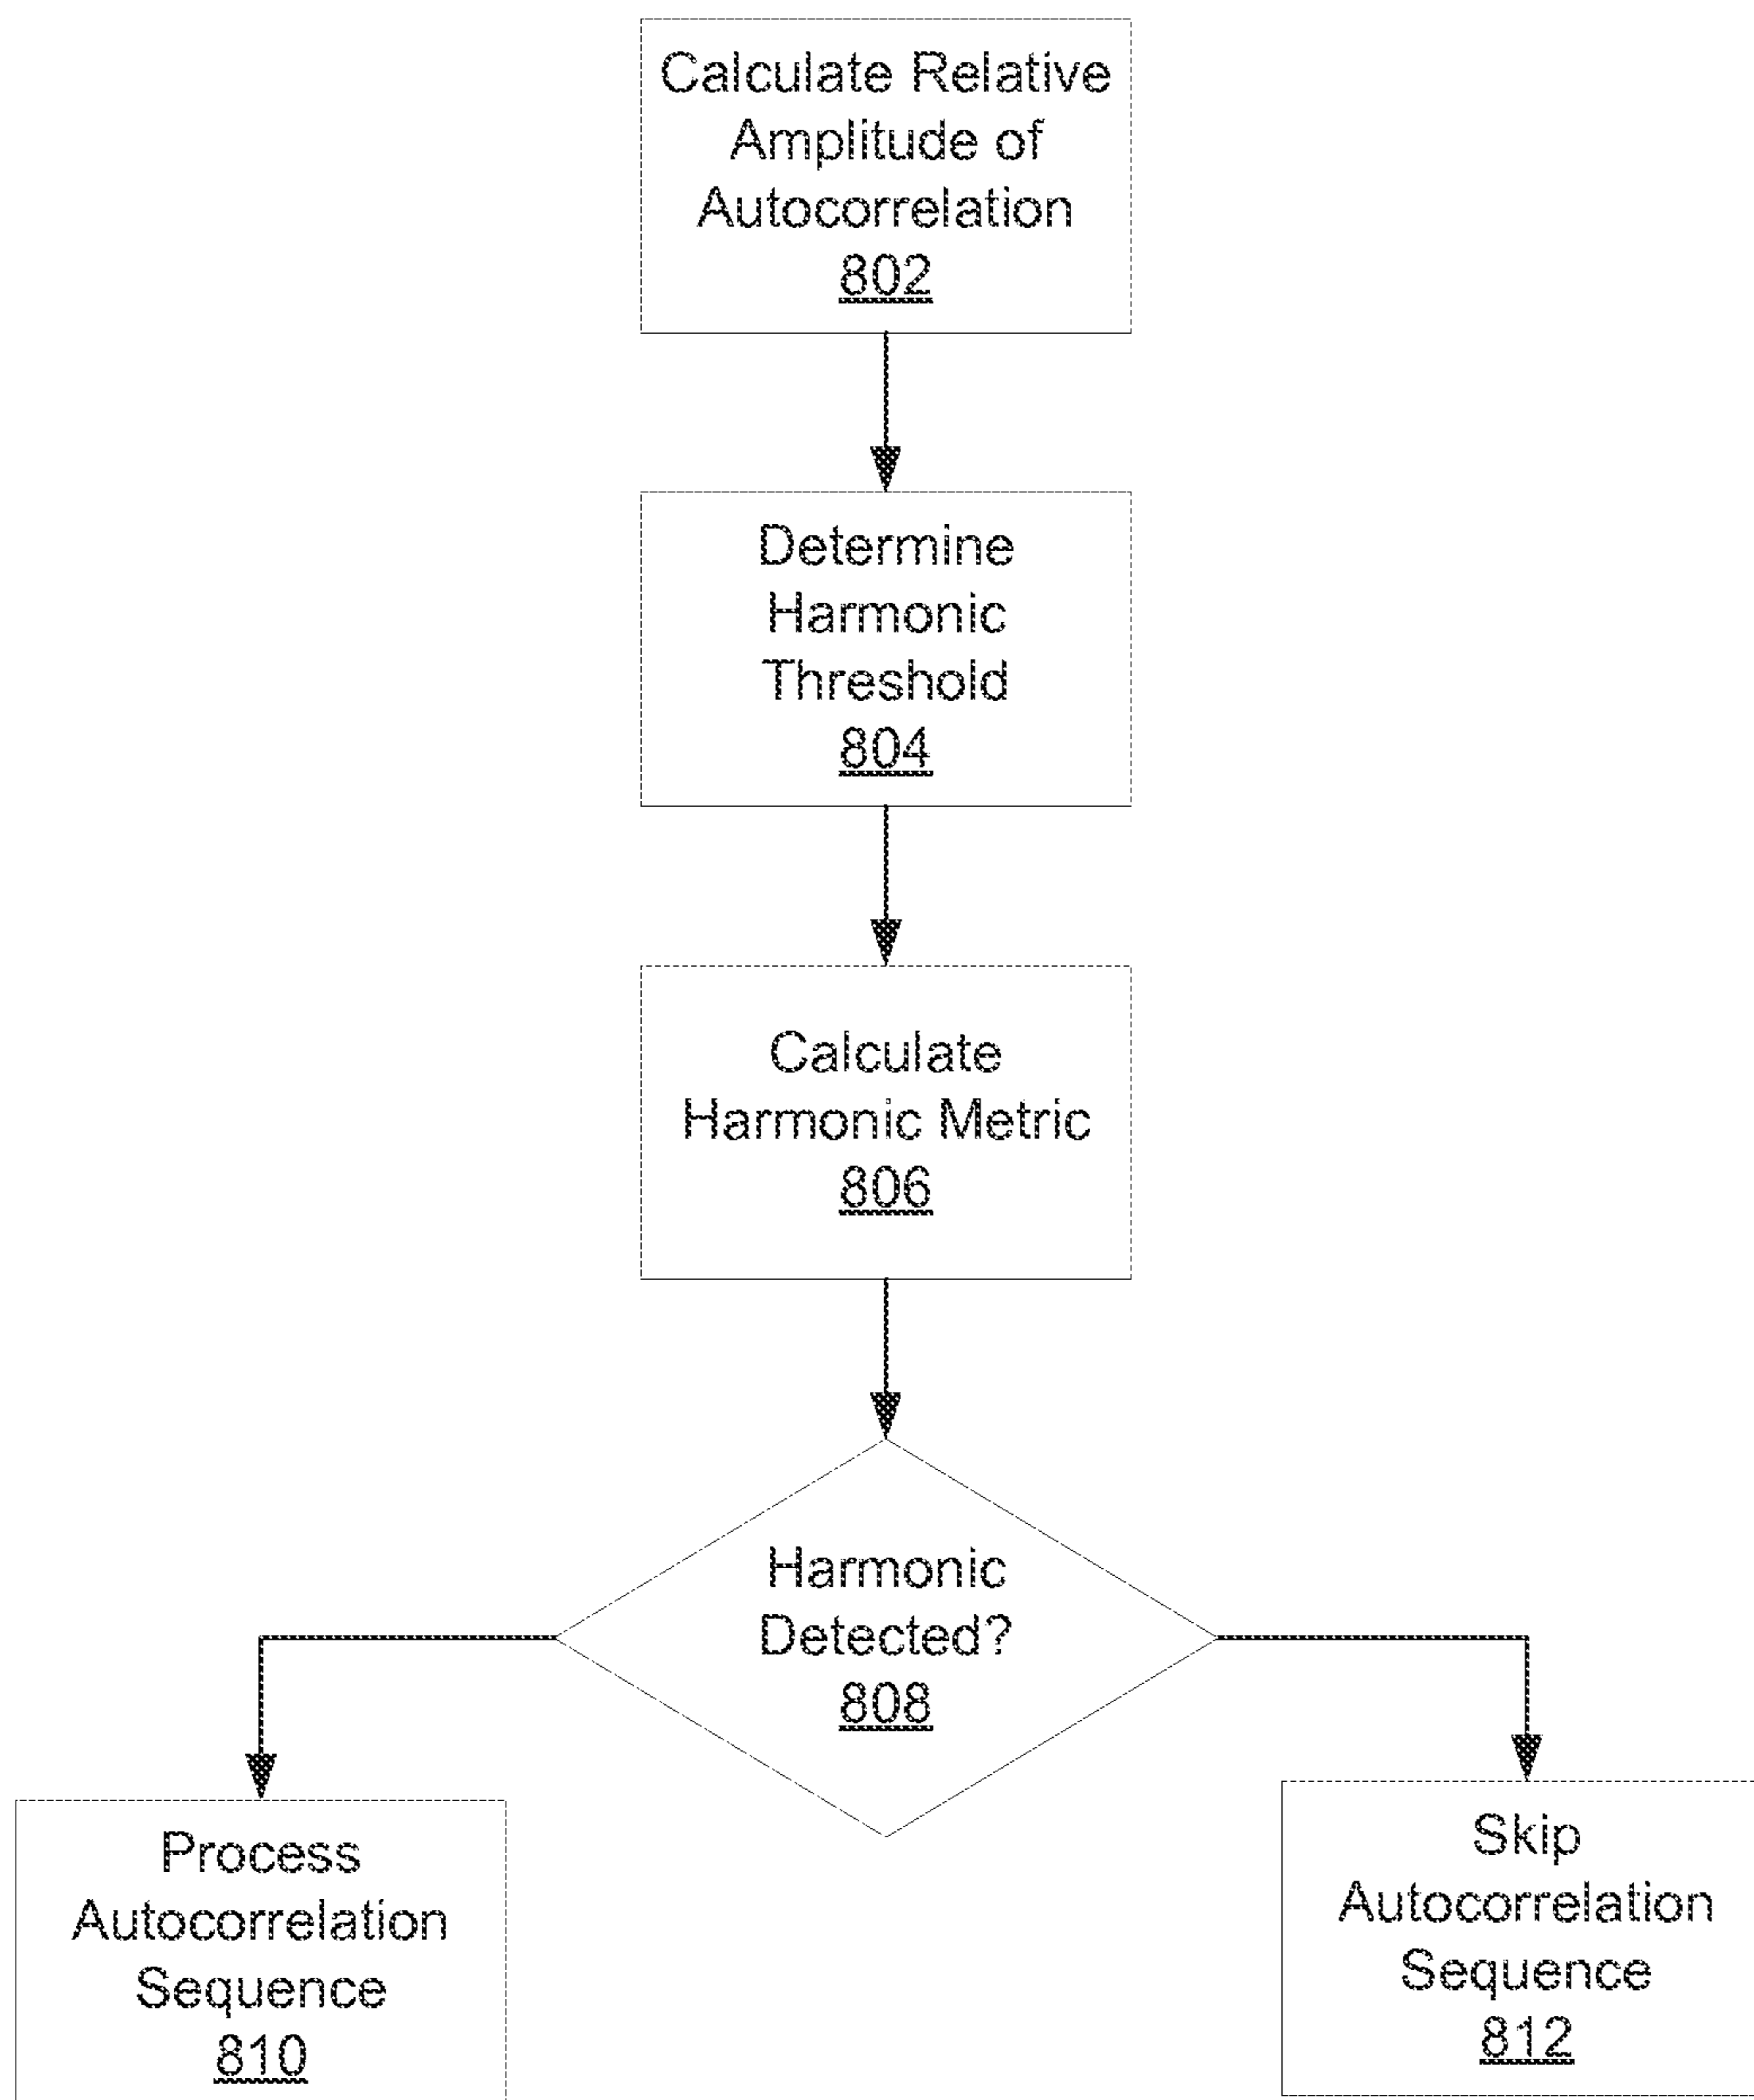 Calculate Relative
Amplitude of
Autocorrelation
802
Determine
Harmonic
Threshold
804
Calculate
Harmonic Metric
806
Harmonic
Detected?
808
Process
Autocorrelation
Sequence
810
Skip
Autocorrelation
Sequence
812